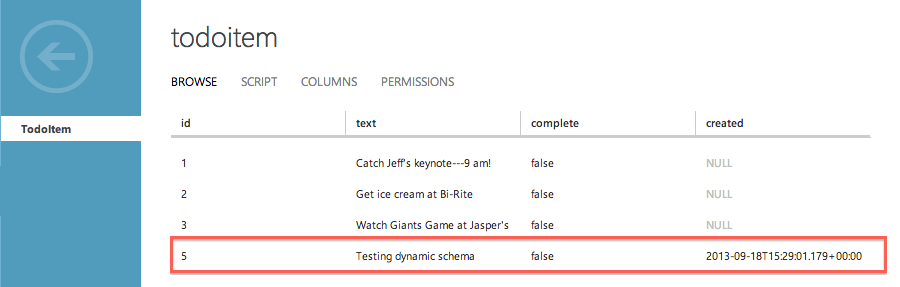 todoitem
BROWSE SCRIPT COLUMNS PERMISSIONS
TodoItem
id text complete created
1 Catch Jeff's keynote---9 am! false NULL
2 Get ice cream at Bi-Rite false NULL
3 Watch Giants Game at Jasper's false NULL
5 Testing dynamic schema false 2013-09-18T15:29:01.179+00:00